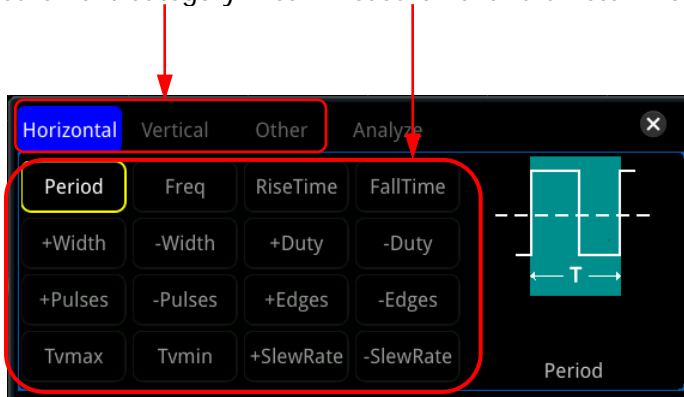 Horizontal Vertical Other Analyze
Period Freq RiseTime FallTime
+Width -Width +Duty -Duty
T
+Pulses -Pulses +Edges -Edges
Tvmax Tvmin +SlewRate -SlewRate
Period